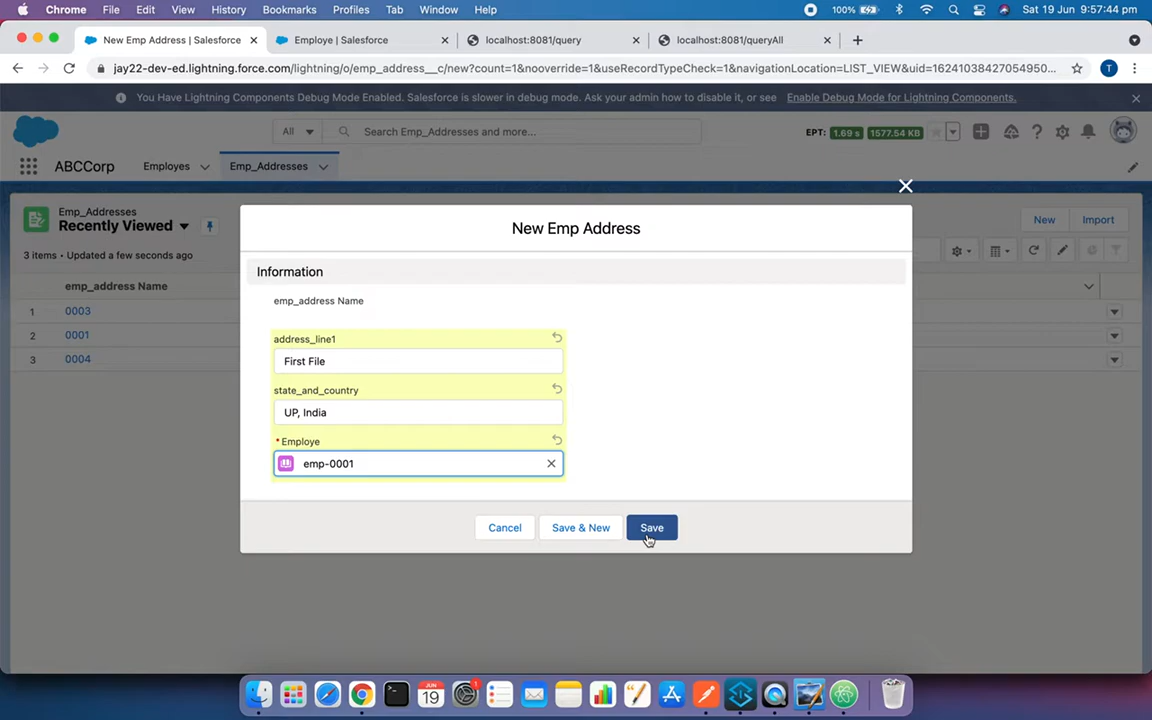 Chrome File Edit View History Bookmarks Profiles Tab Window Help 100% Sat 19 Jun 9:57:44 pm
New Emp Address | Salesforce Employe | Salesforce localhost:8081/query localhost:8081/queryAll
jay22-dev-ed.lightning.force.com/lightning/o/emp_address__c/new?count=1&nooverride=1&useRecordTypeCheck=1&navigationLocation=LIST_VIEW&uid=16241038427054950... T
You Have Lightning Components Debug Mode Enabled. Salesforce is slower in debug mode. Ask your admin how to disable it, or see Enable Debug Mode for Lightning Components.
All Search Emp_Addresses and more... EPT: 1.69 s 1577.54 KB
ABCCorp Employes Emp_Addresses
Emp_Addresses
Recently Viewed New Import
3 items • Updated a few seconds ago
emp_address Name
1 0003
2 0001
3 0004
New Emp Address
Information
emp_address Name
address_line1
First File
state_and_country
UP, India
* Employe
emp-0001
Cancel Save & New Save
JUN
19
1